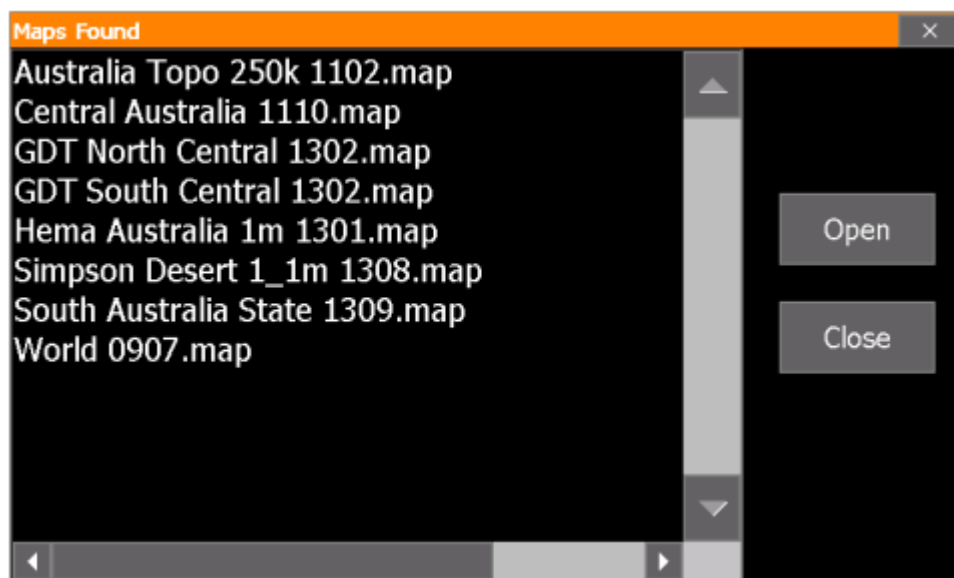 Maps Found
Australia Topo 250k 1102.map
Central Australia 1110.map
GDT North Central 1302.map
GDT South Central 1302.map
Hema Australia 1m 1301.map
Simpson Desert 1_1m 1308.map
South Australia State 1309.map
World 0907.map
Open
Close